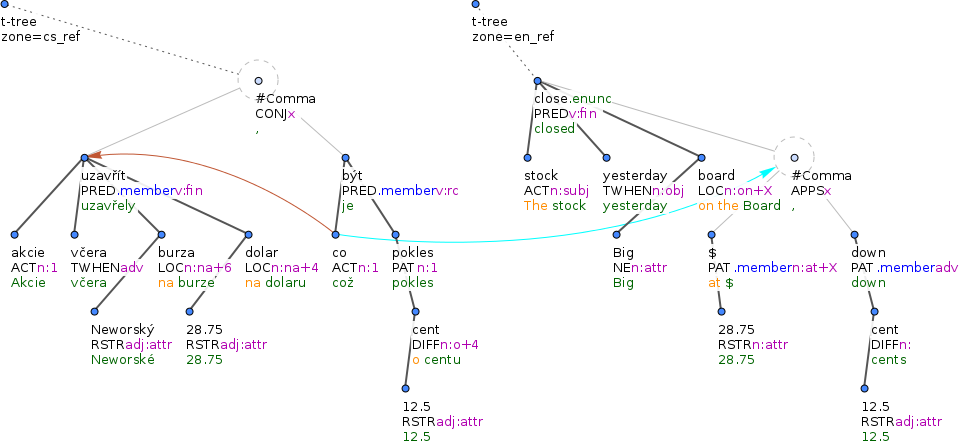 t-tree
zone=cs_ref
t-tree
zone=en_ref
#Comma
CONJx
,
close.enunc
PREDv:fin
closed
uzavřít
PRED.memberv:fin
uzavřely
být
PRED.memberv:rc
je
stock
ACTn:subj
The stock
yesterday
TWHENn:obj
yesterday
board
LOCn:on+X
on the Board
#Comma
APPSx
,
akcie
ACTn:1
Akcie
včera
TWHENadv
včera
burza
LOCn:na+6
na burze
dolar
LOCn:na+4
na dolaru
co
ACTn:1
což
pokles
PATn:1
pokles
Big
NEn:attr
Big
$
PAT.membern:at+X
at $
down
PAT.memberadv
down
Neworský
RSTRadj:attr
Neworské
28.75
RSTRadj:attr
28.75
cent
DIFFn:o+4
o centu
28.75
RSTRn:attr
28.75
cent
DIFFn:
cents
12.5
RSTRadj:attr
12.5
12.5
RSTRadj:attr
12.5